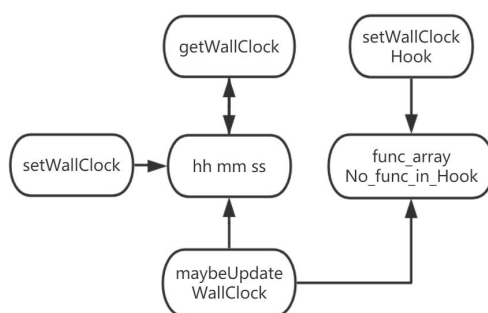 getWallClock
setWallClock
Hook
setWallClock
hh mm ss
func_array
No_func_in_Hook
maybeUpdate
WallClock